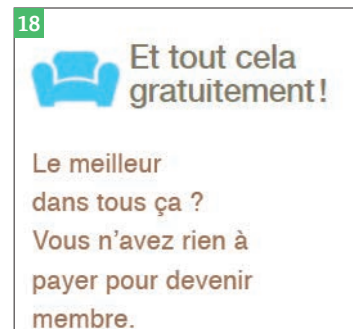 18
Et tout cela
gratuitement!
Le meilleur
dans tous ça ?
Vous n'avez rien à
payer pour devenir
membre.